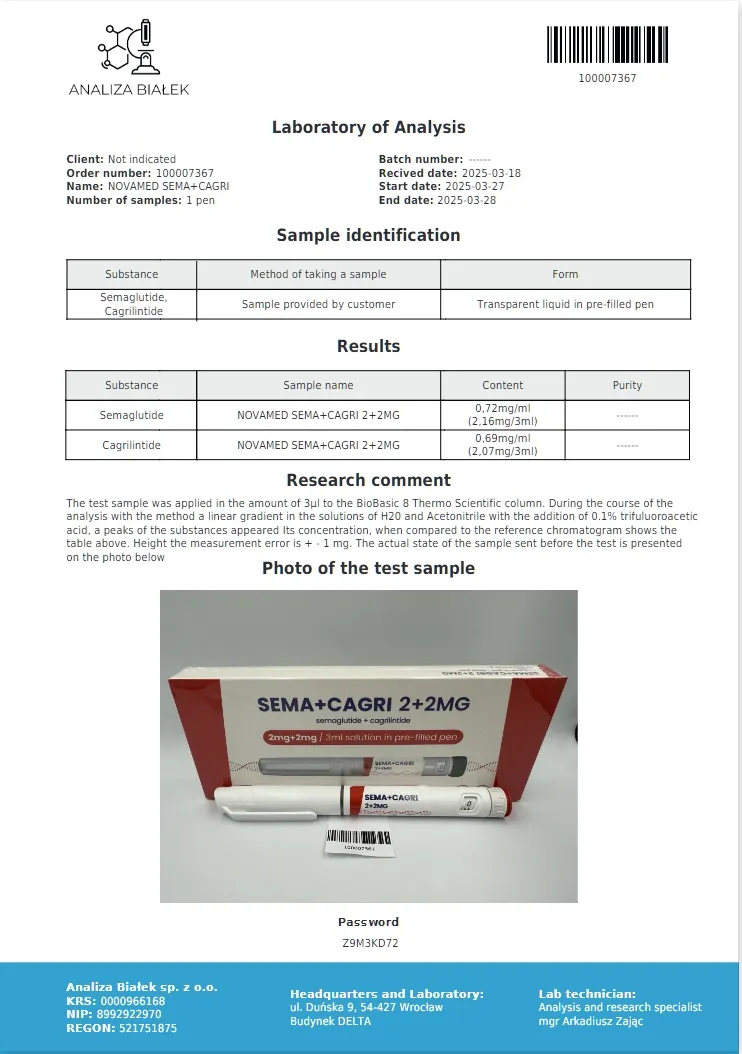 ANALIZA BIAŁEK
100007367
Laboratory of Analysis
Client: Not indicated
Order number: 100007367
Name: NOVAMED SEMA+CAGRI
Number of samples: 1 pen
Batch number: ------
Recived date: 2025-03-18
Start date: 2025-03-27
End date: 2025-03-28
Sample identification
Substance Method of taking a sample Form
Semaglutide,
Cagrilintide
Sample provided by customer Transparent liquid in pre-filled pen
Results
Substance Sample name Content Purity
Semaglutide NOVAMED SEMA+CAGRI 2+2MG 0,72mg/ml
(2,16mg/3ml)
------
Cagrilintide NOVAMED SEMA+CAGRI 2+2MG 0,69mg/ml
(2,07mg/3ml)
------
Research comment
The test sample was applied in the amount of 3µl to the BioBasic 8 Thermo Scientific column. During the course of the
analysis with the method a linear gradient in the solutions of H20 and Acetonitrile with the addition of 0.1% trifuluoroacetic
acid, a peaks of the substances appeared Its concentration, when compared to the reference chromatogram shows the
table above. Height the measurement error is + - 1 mg. The actual state of the sample sent before the test is presented
on the photo below
Photo of the test sample
SEMA+CAGRI 2+2MG
SEMA+CAGRI 2+2MG
semaglutide + cagrilintide
2mg+2mg / 3ml solution in pre-filled pen
SEMA+CAGRI
2+2MG
SEMA+CAGRI
2+2MG
0
100007367
Password
Z9M3KD72
Analiza Białek sp. z o.o.
KRS: 0000966168
NIP: 8992922970
REGON: 521751875
Headquarters and Laboratory:
ul. Duńska 9, 54-427 Wrocław
Budynek DELTA
Lab technician:
Analysis and research specialist
mgr Arkadiusz Zając